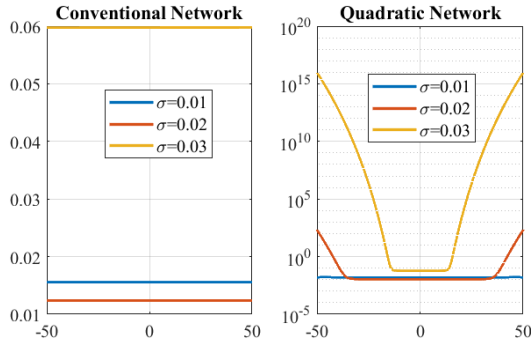 Conventional Network
0.06
0.05
0.04
0.03
0.02
0.01
-50
0
50
σ=0.01
σ=0.02
σ=0.03
Quadratic Network
10^20
10^15
10^10
10^5
10^0
10^-5
-50
0
50
σ=0.01
σ=0.02
σ=0.03